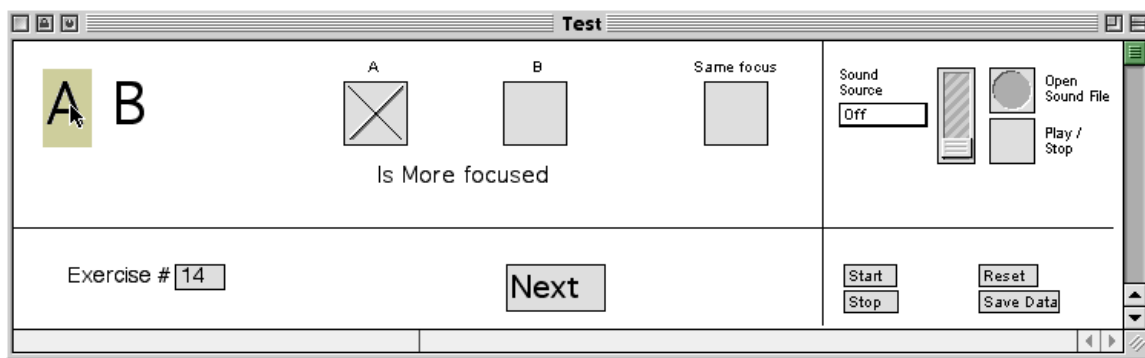 Test
A B
A
B
Same focus
Is More focused
Sound
Source
Off
Open
Sound File
Play /
Stop
Exercise # 14
Next
Start
Stop
Reset
Save Data